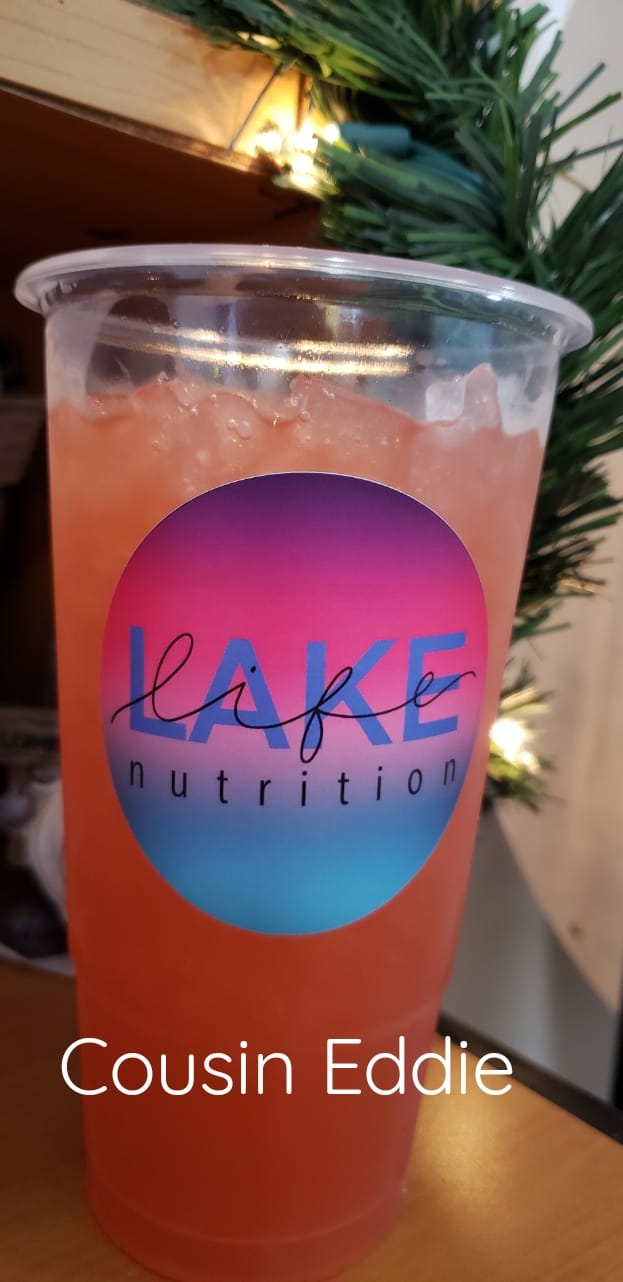 LAKE
life
nutrition
Cousin Eddie